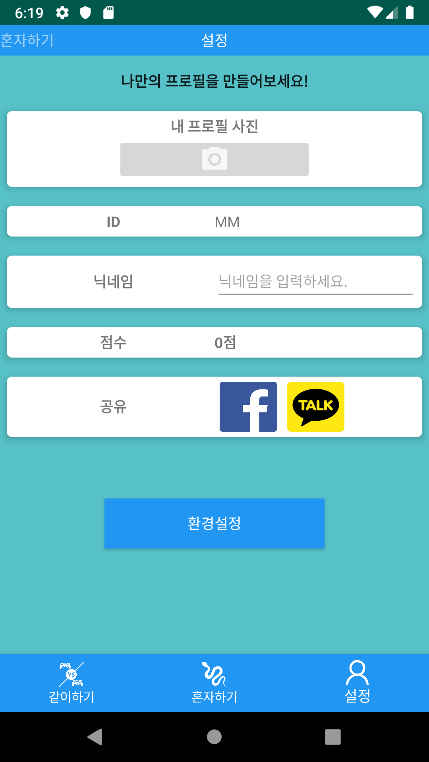 6:19
혼자하기
설정
나만의 프로필을 만들어보세요!
내 프로필 사진
ID
MM
닉네임
닉네임을 입력하세요.
점수
0점
공유
f
TALK
환경설정
VS
같이하기
혼자하기
설정